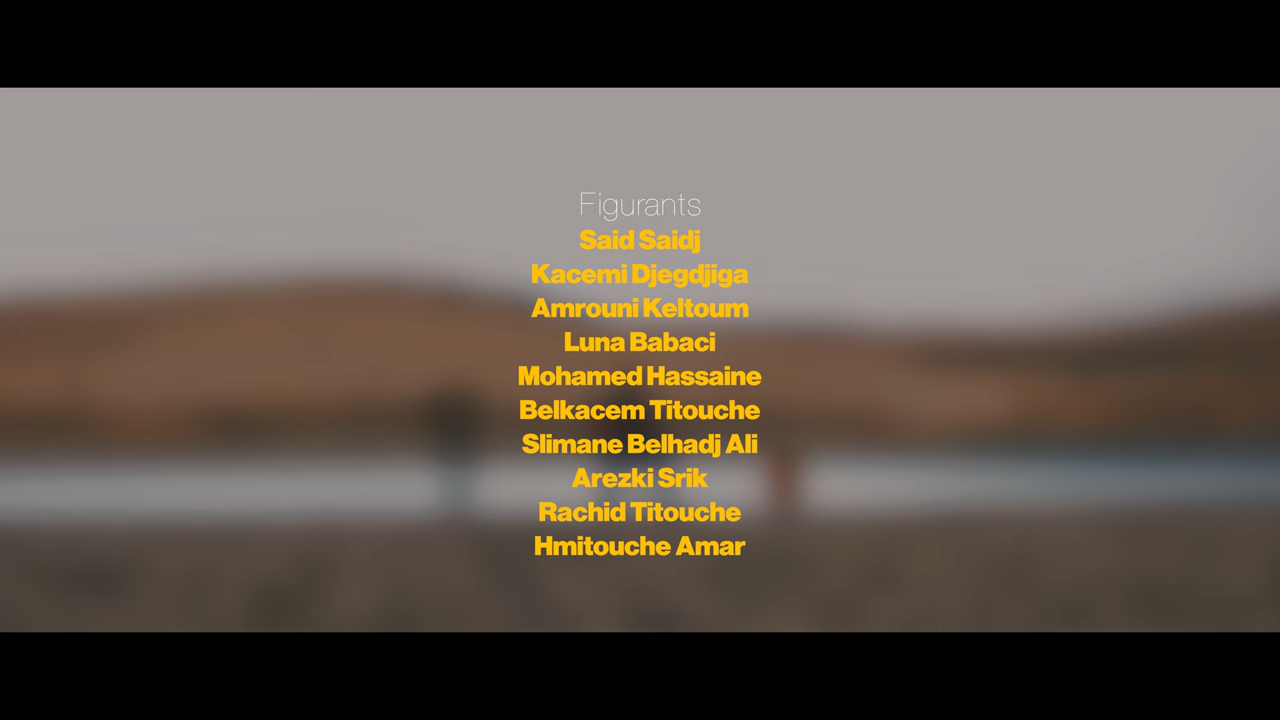 Figurants
Said Saidj
Kacemi Djegdjiga
Amrouni Keltoum
Luna Babaci
Mohamed Hassaine
Belkacem Titouche
Slimane Belhadj Ali
Arezki Srik
Rachid Titouche
Hmitouche Amar